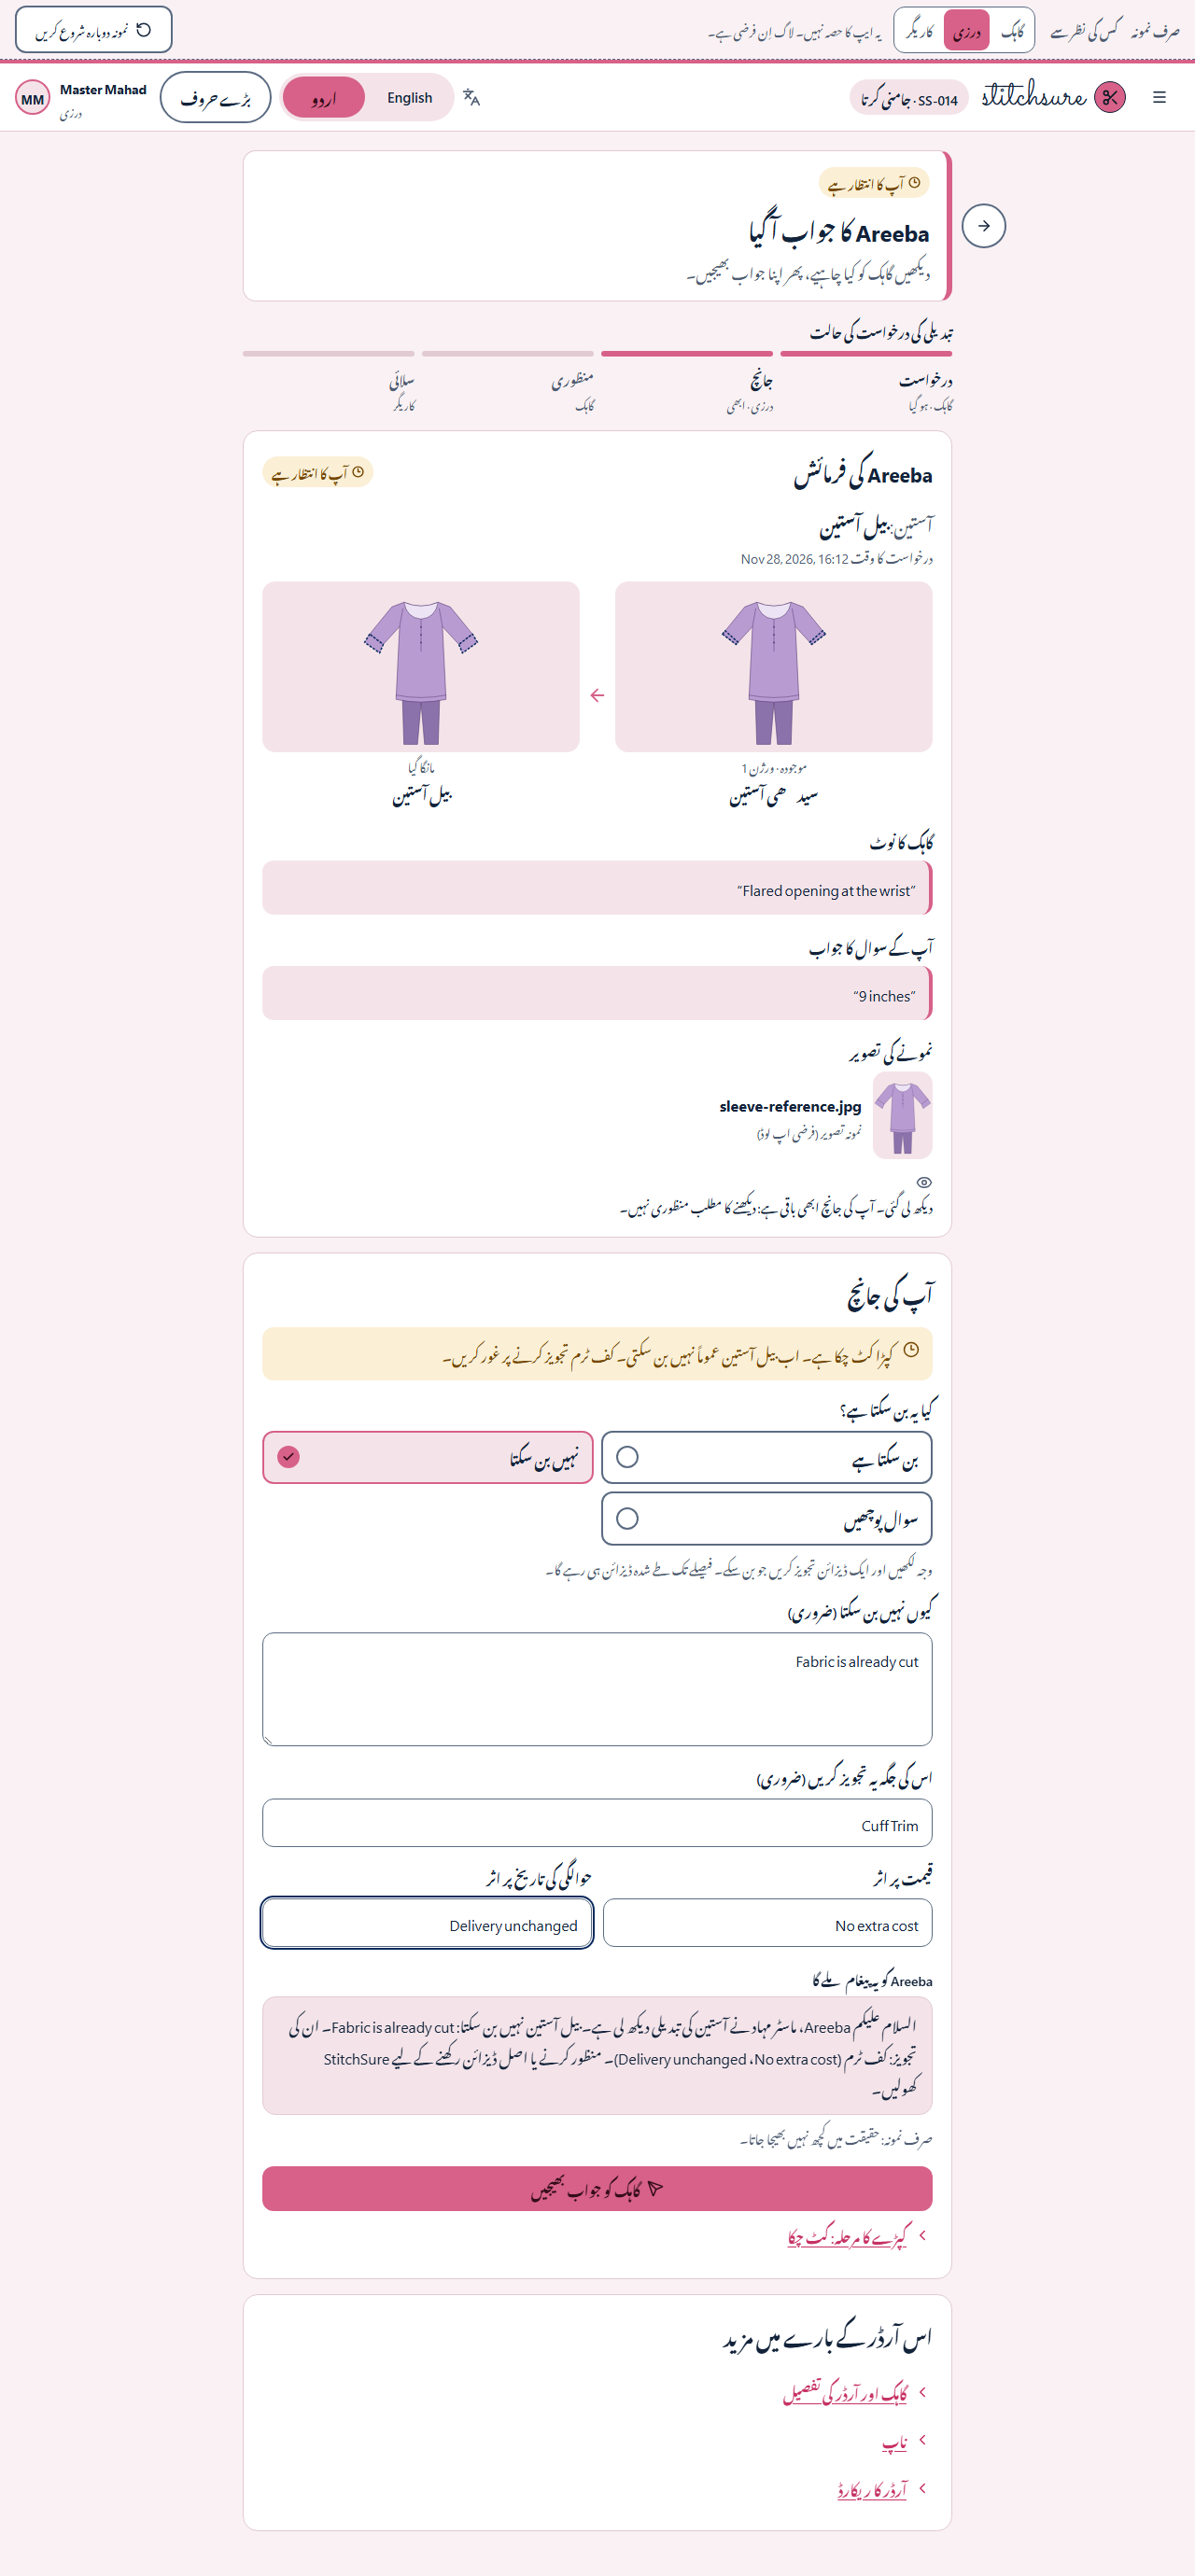 صرف نمونہ
کس کی نظر سے
گاہک
درزی
کاریگر
یہ ایپ کا حصہ نہیں۔ لاگ اِن فرضی ہے۔
نمونہ دوبارہ شروع کریں
stitchsure
SS-014 · جامنی کرتا
English
اردو
بڑے حروف
Master Mahad
درزی
MM
آپ کا انتظار ہے
Areeba کا جواب آ گیا
دیکھیں گاہک کو کیا چاہیے، پھر اپنا جواب بھیجیں۔
تبدیلی کی درخواست کی حالت
درخواست
گاہک · ہو گیا
جانچ
درزی · ابھی
منظوری
گاہک
سلائی
کاریگر
Areeba کی فرمائش
آپ کا انتظار ہے
آستین: بیل آستین
درخواست کا وقت Nov 28, 2026, 16:12
موجودہ · ورژن 1
سیدھی آستین
مانگا گیا
بیل آستین
گاہک کا نوٹ
“Flared opening at the wrist”
آپ کے سوال کا جواب
“9 inches”
نمونے کی تصویر
sleeve-reference.jpg
نمونہ تصویر (فرضی اپ لوڈ)
دیکھ لی گئی۔ آپ کی جانچ ابھی باقی ہے: دیکھنے کا مطلب منظوری نہیں۔
آپ کی جانچ
کپڑا کٹ چکا ہے۔ اب بیل آستین عموماً نہیں بن سکتی۔ کف ٹرم تجویز کرنے پر غور کریں۔
کیا یہ بن سکتا ہے؟
بن سکتا ہے
نہیں بن سکتا
سوال پوچھیں
وجہ لکھیں اور ایک ڈیزائن تجویز کریں جو بن سکے۔ فیصلے تک طے شدہ ڈیزائن ہی رہے گا۔
کیوں نہیں بن سکتا (ضروری)
Fabric is already cut
اس کی جگہ یہ تجویز کریں (ضروری)
Cuff Trim
قیمت پر اثر
حوالگی کی تاریخ پر اثر
No extra cost
Delivery unchanged
Areeba کو یہ پیغام ملے گا
السلام علیکم Areeba، ماسٹر مہاد نے آستین کی تبدیلی دیکھ لی ہے۔ بیل آستین نہیں بن سکتا: Fabric is already cut۔ ان کی
تجویز: کف ٹرم (No extra cost، Delivery unchanged)۔ منظور کرنے یا اصل ڈیزائن رکھنے کے لیے StitchSure
کھولیں۔
صرف نمونہ: حقیقت میں کچھ نہیں بھیجا جاتا۔
گاہک کو جواب بھیجیں
کپڑے کا مرحلہ: کٹ چکا
اس آرڈر کے بارے میں مزید
گاہک اور آرڈر کی تفصیل
ناپ
آرڈر کا ریکارڈ